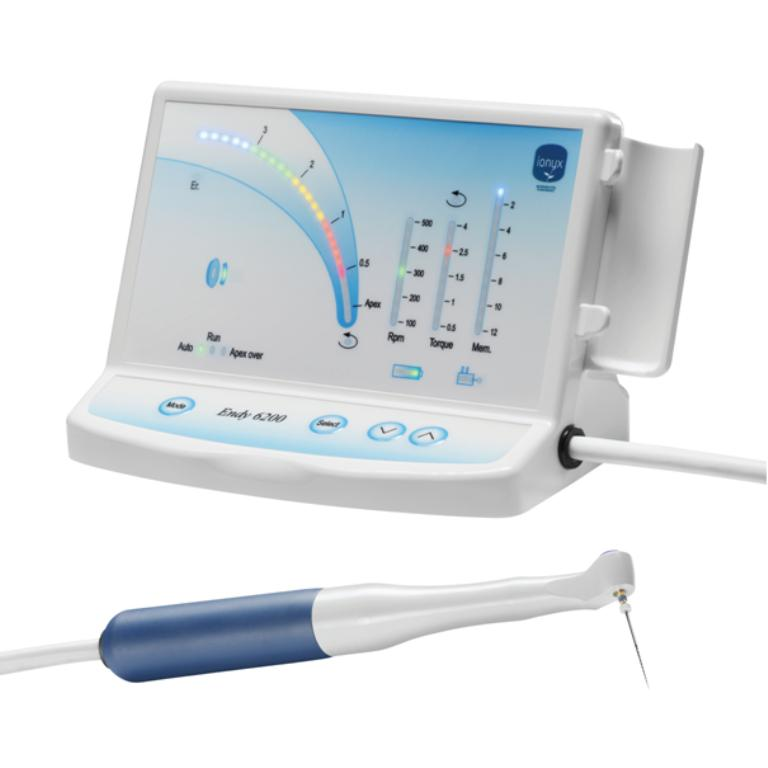 3
2
1
0.5
Apex
Er.
Run
Auto
Apex over
500
400
300
200
100
Rpm
4
2.5
1.5
1
0.5
Torque
2
4
6
8
10
12
Mem.
ionyx
Mode
Endy 6200
Select